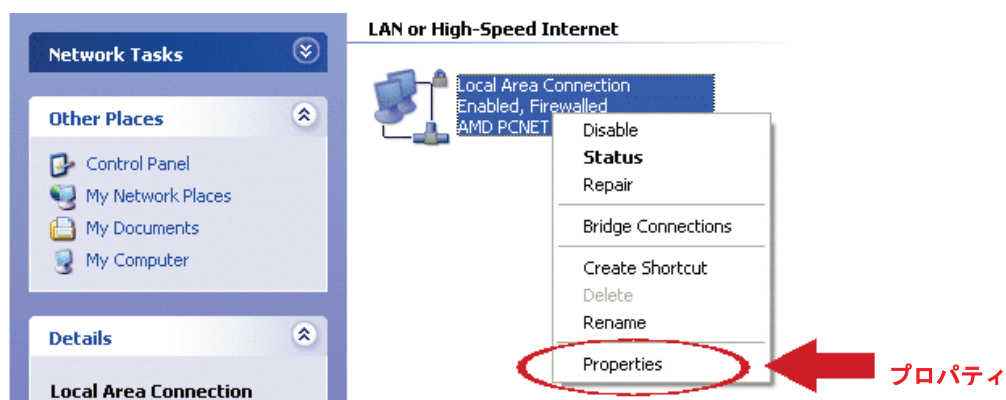 Network Tasks
Other Places
Control Panel
My Network Places
My Documents
My Computer
Details
Local Area Connection
LAN or High-Speed Internet
Local Area Connection
Enabled, Firewalled
AMD PCNET
Disable
Status
Repair
Bridge Connections
Create Shortcut
Delete
Rename
Properties
プロパティ